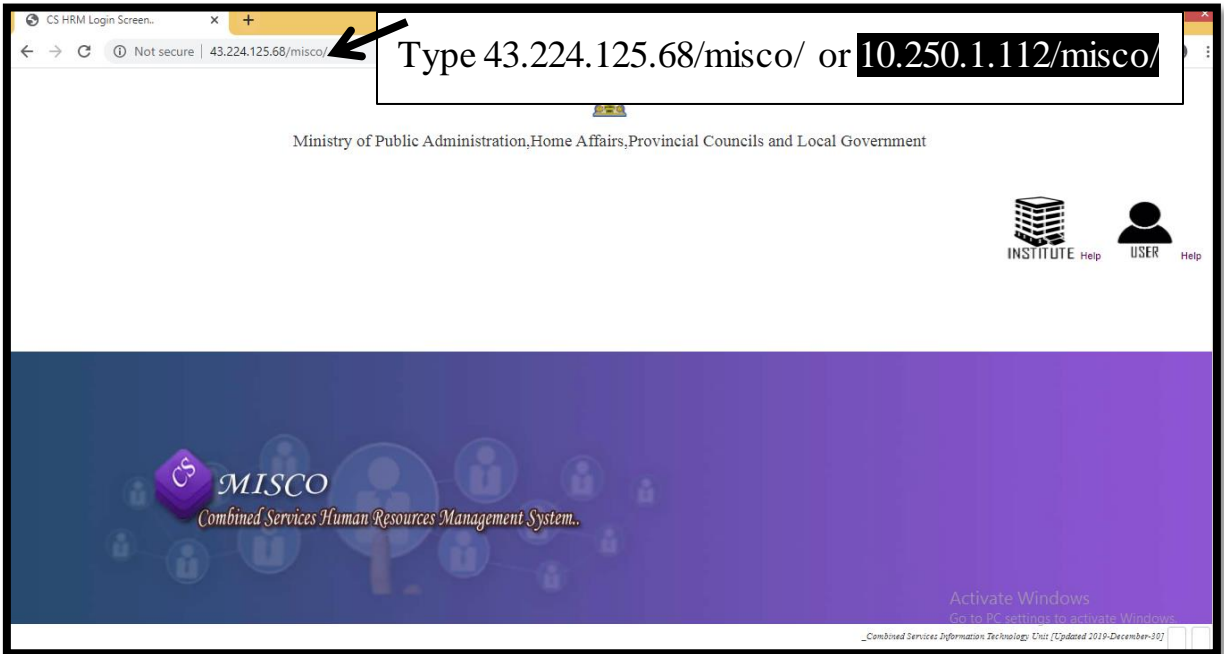 CS HRM Login Screen..
Not secure | 43.224.125.68/misco/
Type 43.224.125.68/misco/ or 10.250.1.112/misco/
Ministry of Public Administration,Home Affairs,Provincial Councils and Local Government
INSTITUTE Help USER Help
CS
MISCO
Combined Services Human Resources Management System..
Activate Windows
Go to PC settings to activate Windows.
_Combined Services Information Technology Unit [Updated 2019-December-30]